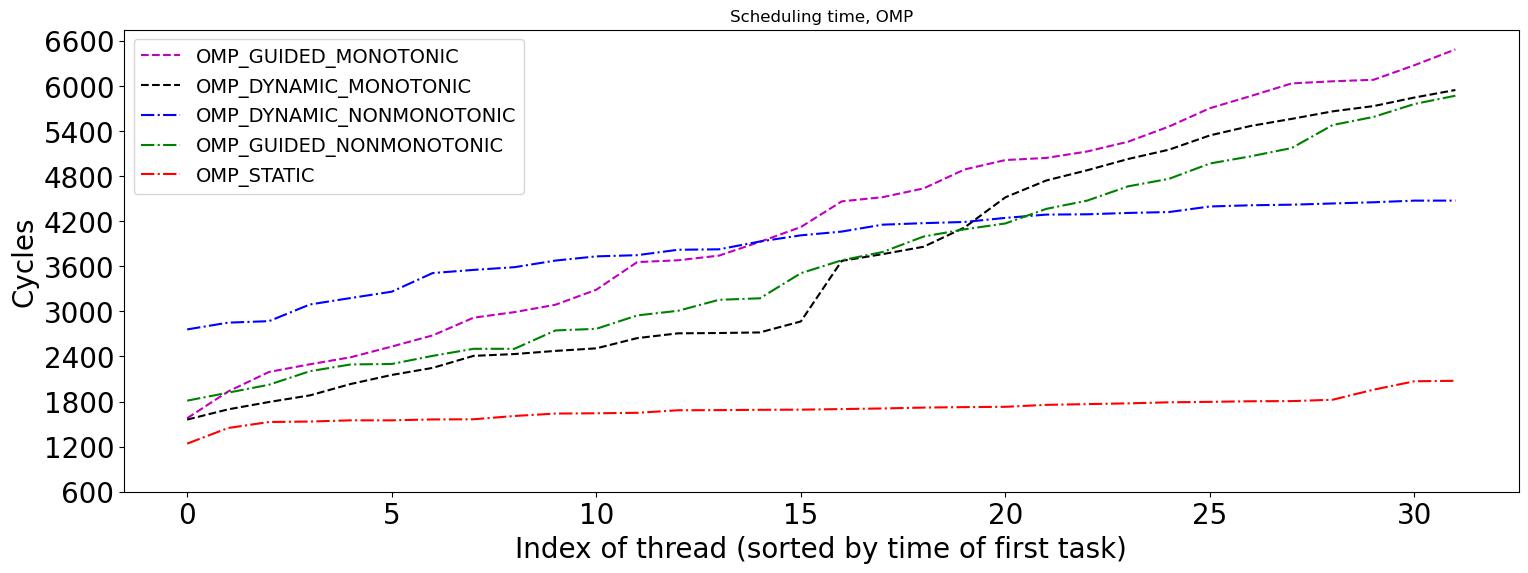 Scheduling time, OMP
6600
6000
5400
4800
4200
3600
3000
2400
1800
1200
600
Cycles
OMP_GUIDED_MONOTONIC
OMP_DYNAMIC_MONOTONIC
OMP_DYNAMIC_NONMONOTONIC
OMP_GUIDED_NONMONOTONIC
OMP_STATIC
0 5 10 15 20 25 30
Index of thread (sorted by time of first task)